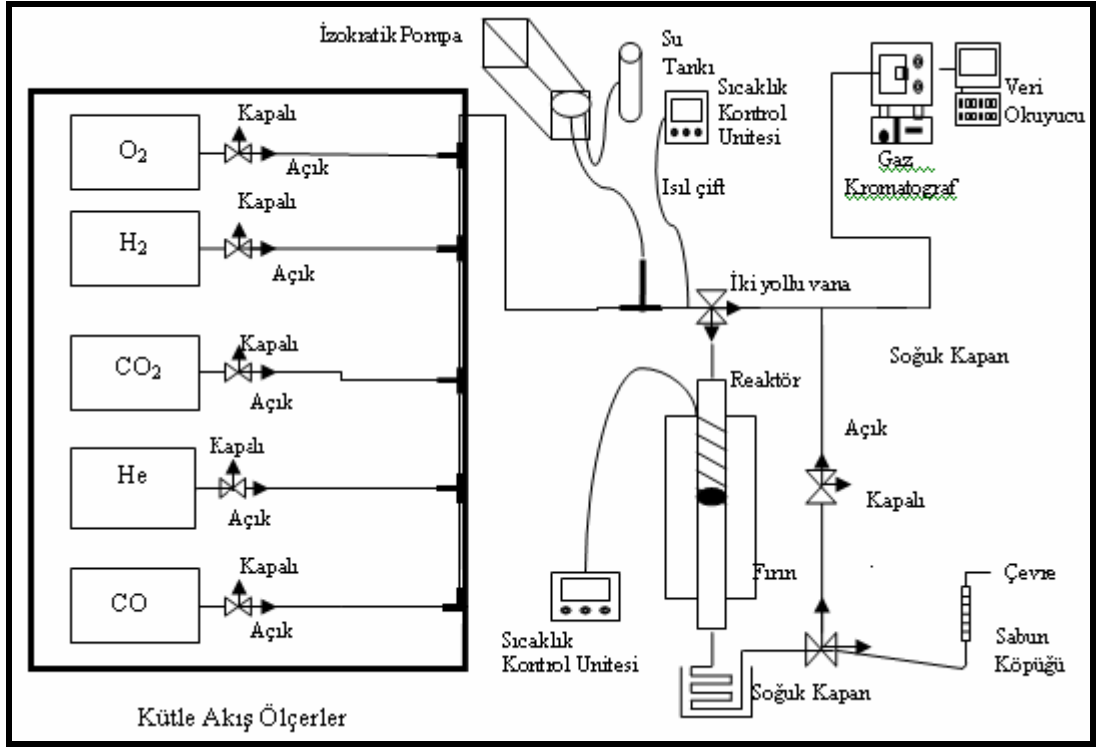 İzokratik Pompa
Su
Tankı
Sıcaklık
Kontrol
Unitesi
Veri
Okuyucu
Gaz
Kromatograf
Kapalı
O2
Açık
Kapalı
H2
Açık
Isıl çift
İki yollu vana
Kapalı
CO2
Açık
Soğuk Kapan
Reaktör
Kapalı
He
Açık
Açık
Kapalı
Kapalı
CO
Açık
Fırın
Çevre
Sıcaklık
Kontrol Unitesi
Sabun
Köpüğü
Soğuk Kapan
Kütle Akış Ölçerler